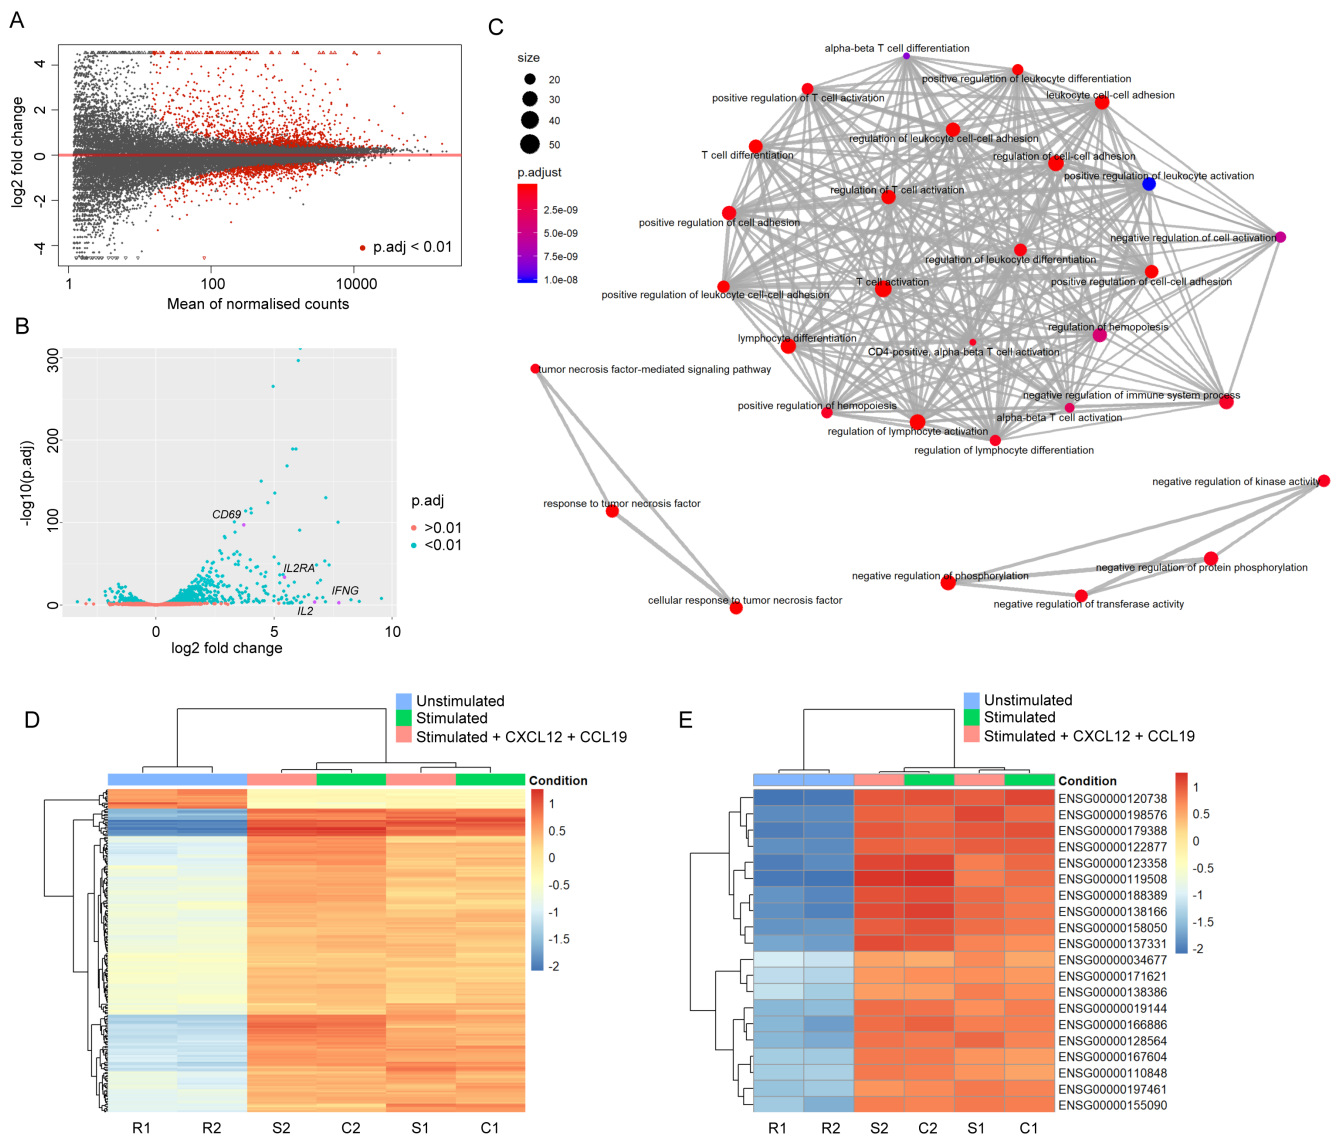 A
log2 fold change
4
2
0
-2
-4
p.adj < 0.01
1
100
10000
Mean of normalised counts
B
-log10(p.adj)
300
200
100
0
CD69
IL2RA
IFNG
IL2
0
5
10
log2 fold change
p.adj
>0.01
<0.01
C
size
20
30
40
50
p.adjust
2.5e-09
5.0e-09
7.5e-09
1.0e-08
alpha-beta T cell differentiation
positive regulation of leukocyte differentiation
positive regulation of T cell activation
leukocyte cell-cell adhesion
regulation of leukocyte cell-cell adhesion
T cell differentiation
regulation of cell-cell adhesion
positive regulation of leukocyte activation
regulation of T cell activation
positive regulation of cell adhesion
negative regulation of cell activation
regulation of leukocyte differentiation
T cell activation
positive regulation of cell-cell adhesion
positive regulation of leukocyte cell-cell adhesion
regulation of hemopoiesis
lymphocyte differentiation
CD4-positive, alpha-beta T cell activation
tumor necrosis factor-mediated signaling pathway
negative regulation of immune system process
positive regulation of hemopoiesis
alpha-beta T cell activation
regulation of lymphocyte activation
regulation of lymphocyte differentiation
negative regulation of kinase activity
response to tumor necrosis factor
negative regulation of protein phosphorylation
negative regulation of phosphorylation
cellular response to tumor necrosis factor
negative regulation of transferase activity
D
Unstimulated
Stimulated
Stimulated + CXCL12 + CCL19
Condition
1
0.5
0
-0.5
-1
-1.5
-2
R1
R2
S2
C2
S1
C1
E
Unstimulated
Stimulated
Stimulated + CXCL12 + CCL19
Condition
ENSG00000120738
ENSG00000198576
ENSG00000179388
ENSG00000122877
ENSG00000123358
ENSG00000119508
ENSG00000188389
ENSG00000138166
ENSG00000158050
ENSG00000137331
ENSG00000034677
ENSG00000171621
ENSG00000138386
ENSG00000019144
ENSG00000166886
ENSG00000128564
ENSG00000167604
ENSG00000110848
ENSG00000197461
ENSG00000155090
1
0.5
0
-0.5
-1
-1.5
-2
R1
R2
S2
C2
S1
C1